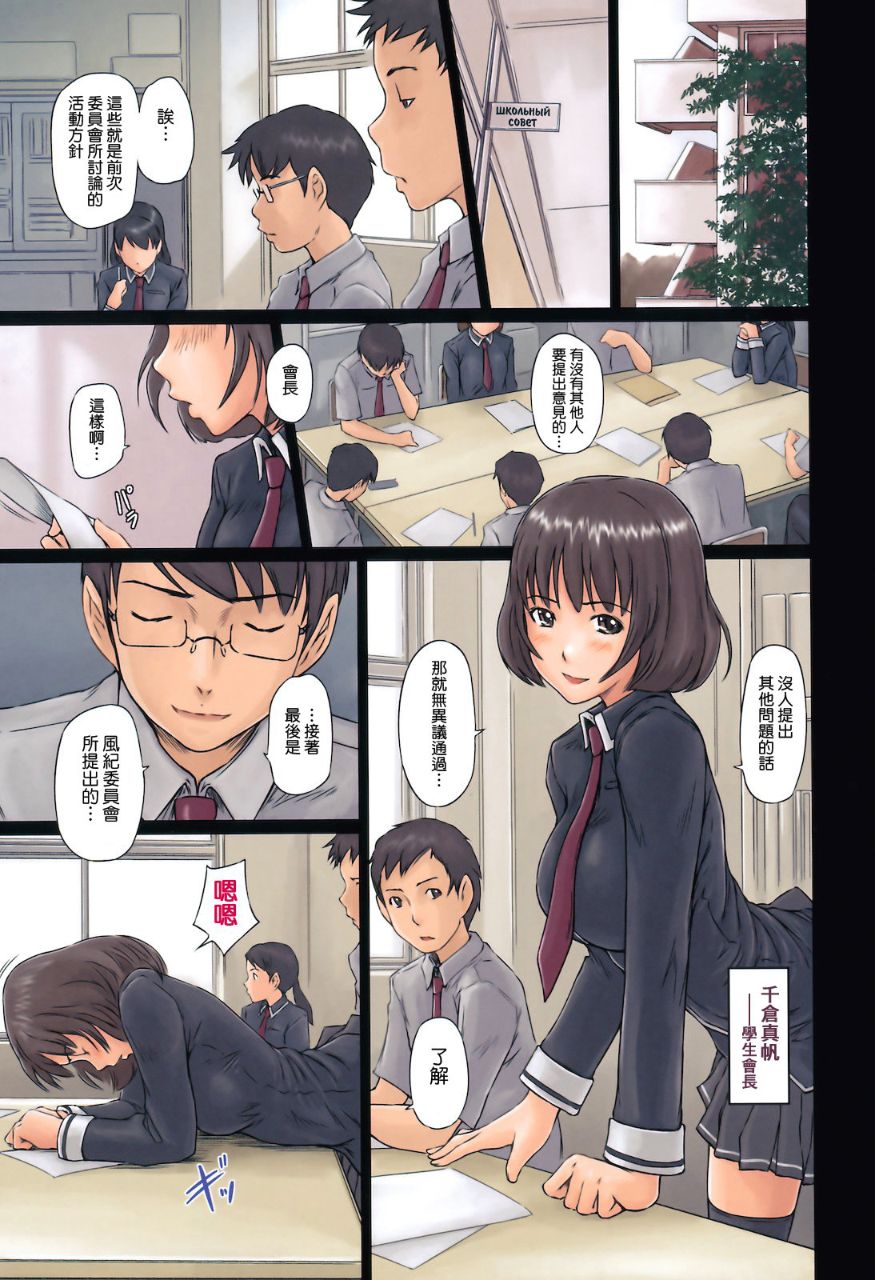 ШКОЛЬНЫЙ
СОВЕТ
誒…
這些就是前次
委員會所討論的
活動方針
有沒有其他人
要提出意見的…
會長
這樣啊…
パラ
沒人提出
其他問題的話
那就無異議通過…
千倉真帆
——學生會長
了解
…接著
最後是
風紀委員會
所提出的…
嗯嗯
ギッ